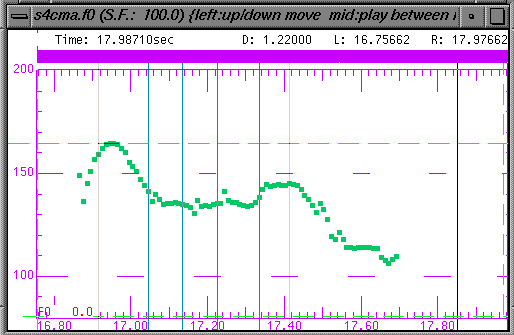 s4cma.f0 (S.F.: 100.0) {left:up/down move mid:play between
Time: 17.98710sec D: 1.22000 L: 16.75662 R: 17.97662
200
150
100
F0 0.0
16.80 17.00 17.20 17.40 17.60 17.80